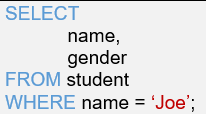 SELECT
name,
gender
FROM student
WHERE name = ‘Joe’;